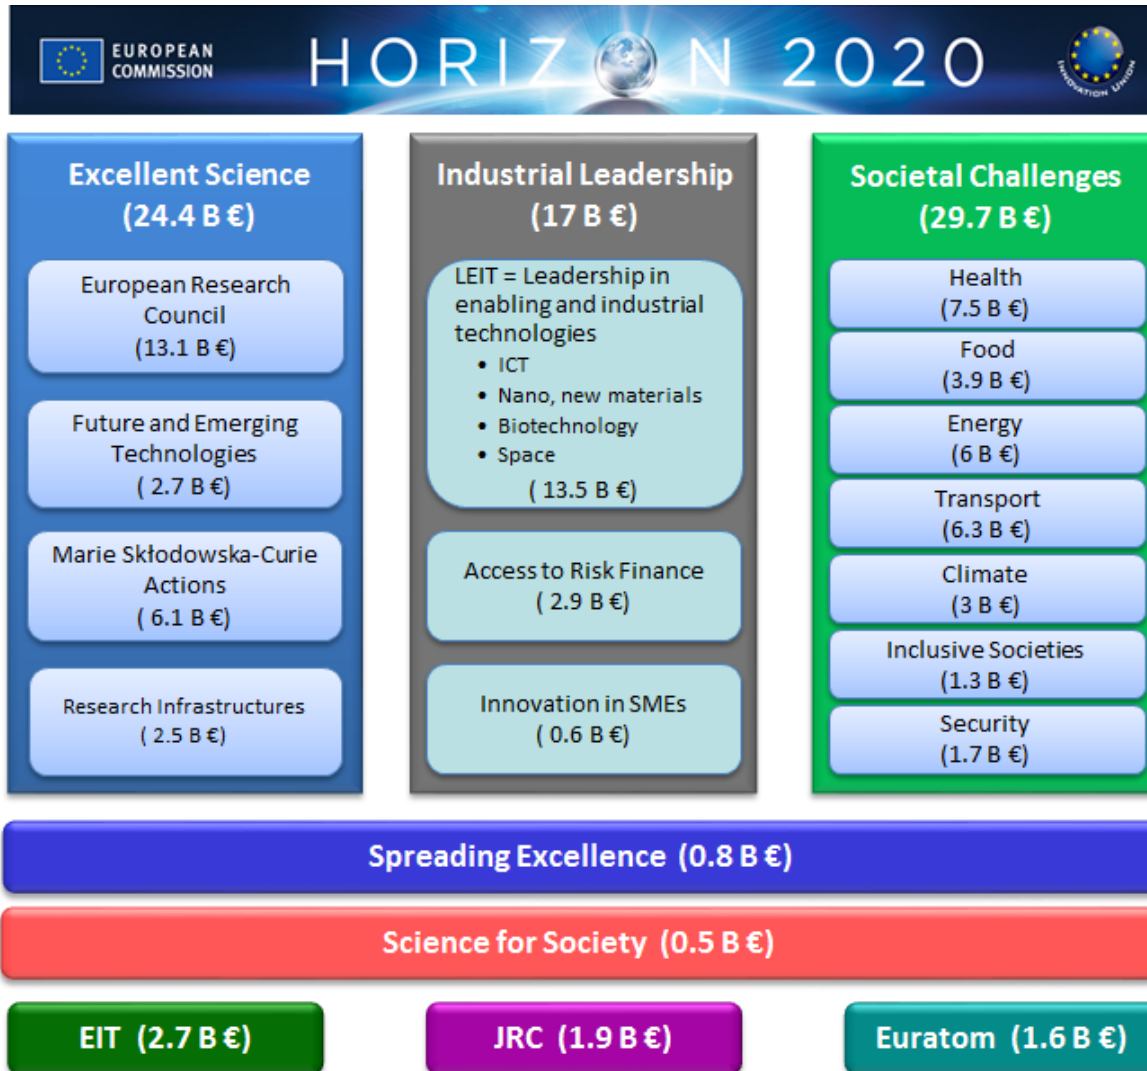 EUROPEAN
COMMISSION
HORIZON 2020
INNOVATION UNION
Excellent Science
(24.4 B €)
European Research
Council
(13.1 B €)
Future and Emerging
Technologies
( 2.7 B €)
Marie Skłodowska-Curie
Actions
( 6.1 B €)
Research Infrastructures
( 2.5 B €)
Industrial Leadership
(17 B €)
LEIT = Leadership in
enabling and industrial
technologies
• ICT
• Nano, new materials
• Biotechnology
• Space
( 13.5 B €)
Access to Risk Finance
( 2.9 B €)
Innovation in SMEs
( 0.6 B €)
Societal Challenges
(29.7 B €)
Health
(7.5 B €)
Food
(3.9 B €)
Energy
(6 B €)
Transport
(6.3 B €)
Climate
(3 B €)
Inclusive Societies
(1.3 B €)
Security
(1.7 B €)
Spreading Excellence (0.8 B €)
Science for Society (0.5 B €)
EIT (2.7 B €)
JRC (1.9 B €)
Euratom (1.6 B €)